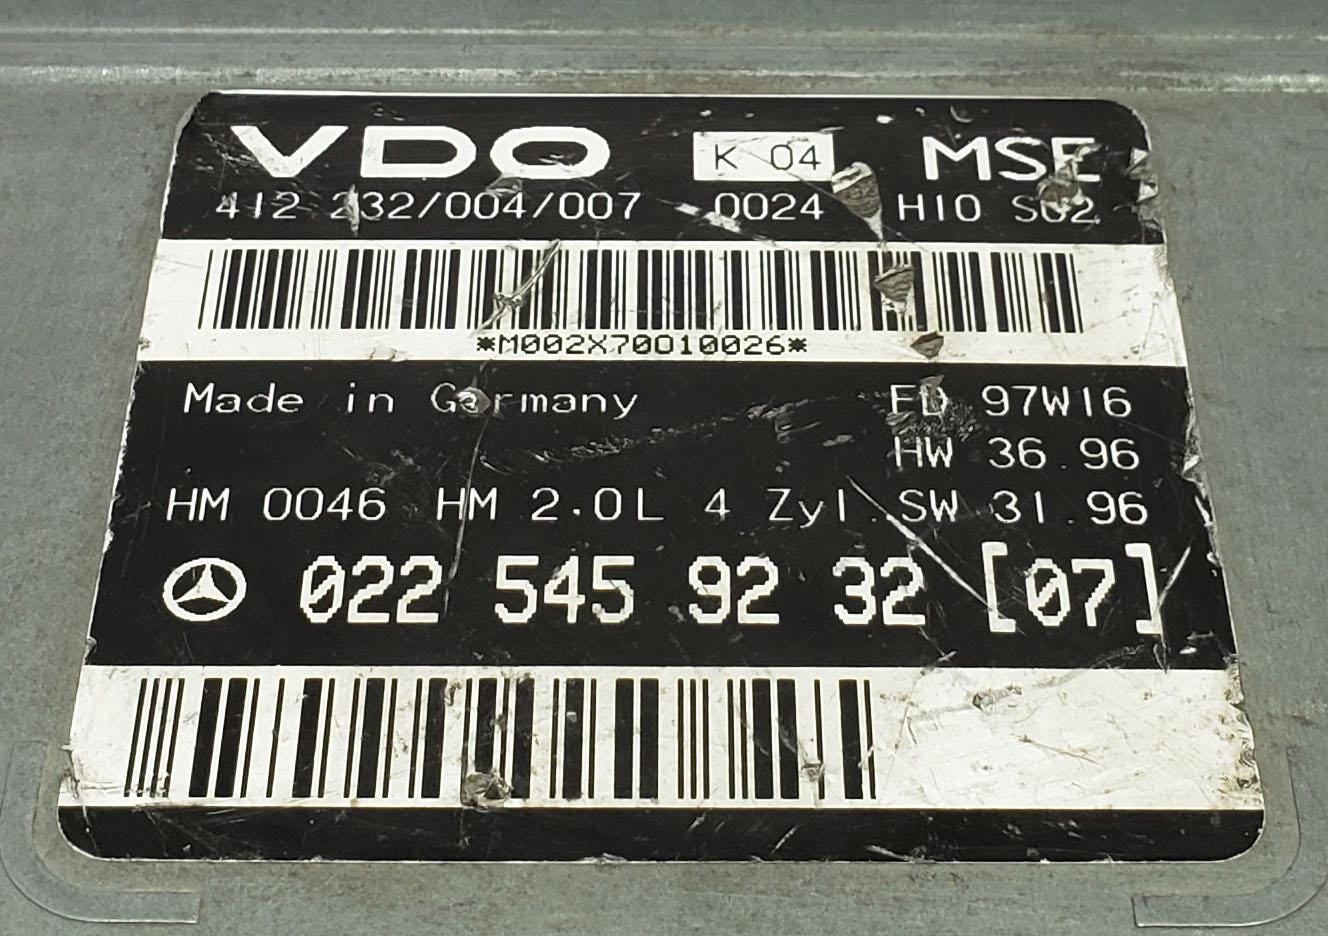 VDO K 04 MSE
412 232/004/007 0024 H10 S02
*M002X70010026*
Made in Germany FD 97W16
HW 36.96
HM 0046 HM 2.0L 4 Zyl. SW 31.96
022 545 92 32 [07]